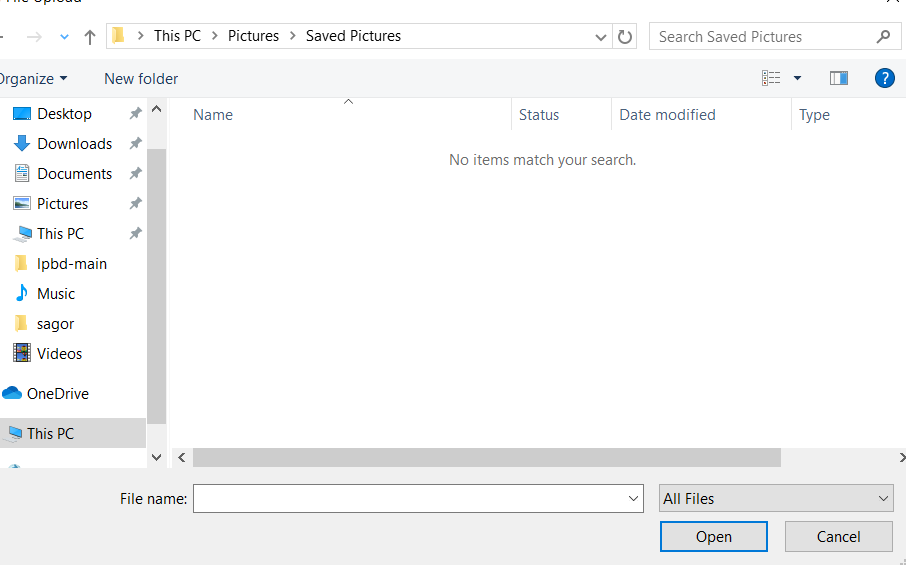 File Upload
This PC > Pictures > Saved Pictures
Search Saved Pictures
Organize
New folder
?
Desktop
Downloads
Documents
Pictures
This PC
lpbd-main
Music
sagor
Videos
OneDrive
This PC
Name
Status
Date modified
Type
No items match your search.
File name:
All Files
Open
Cancel